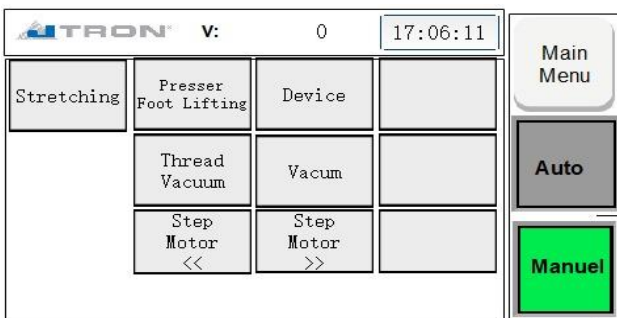 ATRON V: 0 17:06:11
Main
Menu
Stretching
Presser
Foot Lifting
Device
Thread
Vacuum
Vacum
Auto
Step
Motor
<<
Step
Motor
>>
Manuel